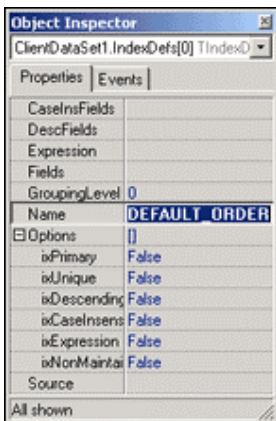 Object Inspector
ClientDataSet1.IndexDefs[0] TIndexD
Properties Events
CaseInsFields
DescFields
Expression
Fields
GroupingLevel 0
Name DEFAULT_ORDER
Options []
ixPrimary False
ixUnique False
ixDescending False
ixCaseInsens False
ixExpression False
ixNonMaintai False
Source
All shown